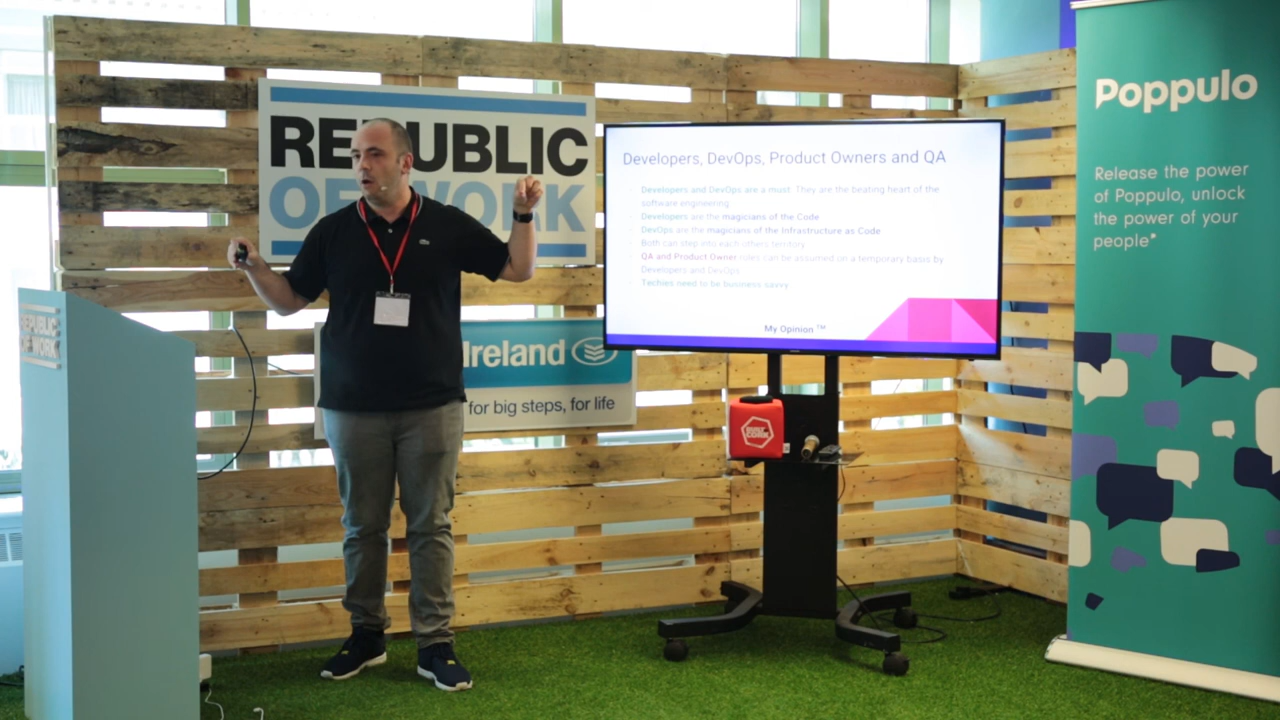 REPUBLIC
OF WORK
REPUBLIC
OF WORK
Ireland
for big steps, for life
Developers, DevOps, Product Owners and QA
Developers and DevOps are a must. They are the beating heart of the
software engineering
Developers are the magicians of the Code
DevOps are the magicians of the Infrastructure as Code
Both can step into each others territory
QA and Product Owner roles can be assumed on a temporary basis by
Developers and DevOps
Techies need to be business savvy
My Opinion TM
BUILT
CORK
Poppulo
Release the power
of Poppulo, unlock
the power of your
people*